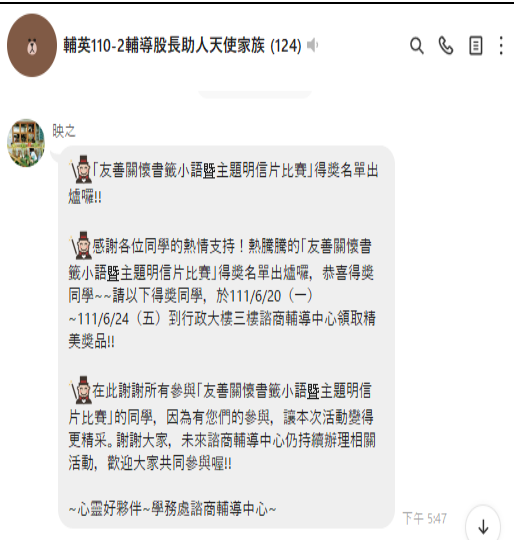 輔英110-2輔導股長助人天使家族 (124)
映之
「友善關懷書籤小語暨主題明信片比賽」得獎名單出
爐囉!!
感謝各位同學的熱情支持！熱騰騰的「友善關懷書
籤小語暨主題明信片比賽」得獎名單出爐囉，恭喜得獎
同學~~請以下得獎同學，於111/6/20（一）
~111/6/24（五）到行政大樓三樓諮商輔導中心領取精
美獎品!!
在此謝謝所有參與「友善關懷書籤小語暨主題明信
片比賽」的同學，因為有您們的參與，讓本次活動變得
更精采。謝謝大家，未來諮商輔導中心仍持續辦理相關
活動，歡迎大家共同參與喔!!
~心靈好夥伴~學務處諮商輔導中心~
下午 5:47